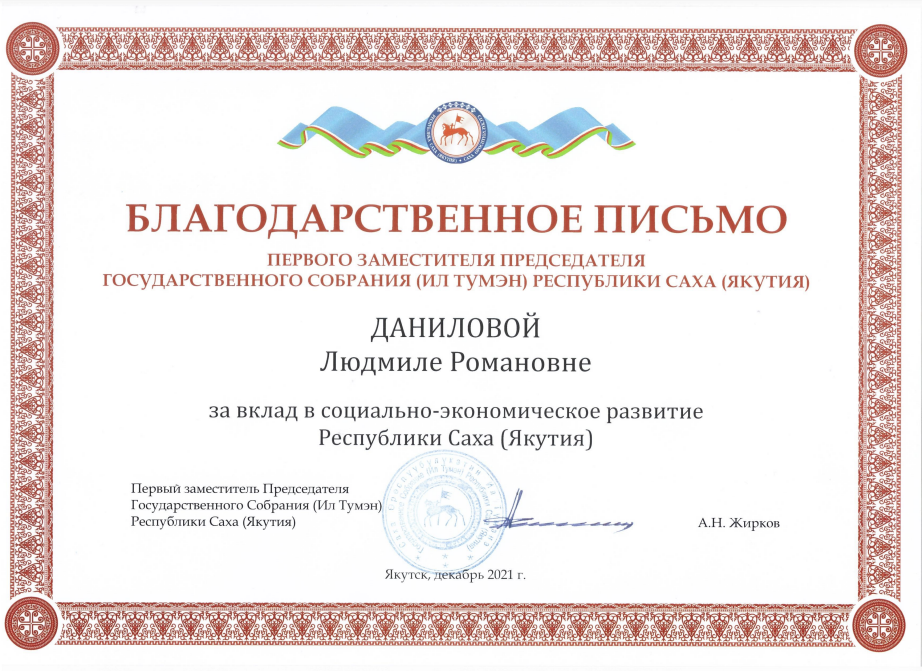 БЛАГОДАРСТВЕННОЕ ПИСЬМО
ПЕРВОГО ЗАМЕСТИТЕЛЯ ПРЕДСЕДАТЕЛЯ
ГОСУДАРСТВЕННОГО СОБРАНИЯ (ИЛ ТУМЭН) РЕСПУБЛИКИ САХА (ЯКУТИЯ)
ДАНИЛОВОЙ
Людмиле Романовне
за вклад в социально-экономическое развитие
Республики Саха (Якутия)
Первый заместитель Председателя
Государственного Собрания (Ил Тумэн)
Республики Саха (Якутия)
А.Н. Жирков
Якутск, декабрь 2021 г.